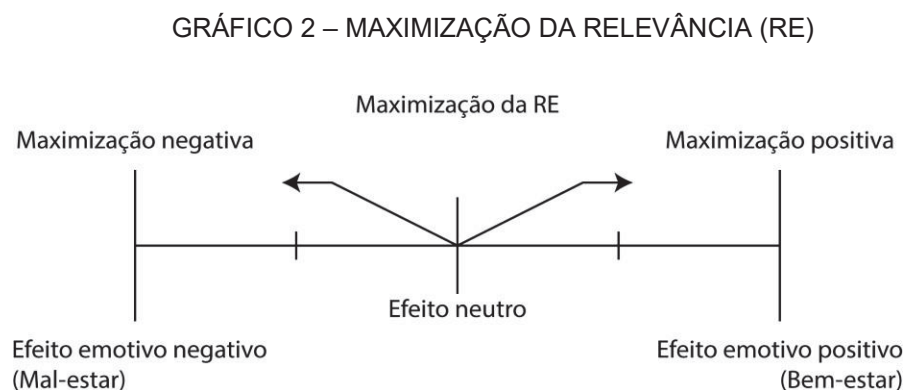 GRÁFICO 2 – MAXIMIZAÇÃO DA RELEVÂNCIA (RE)
Maximização da RE
Maximização negativa
Maximização positiva
Efeito neutro
Efeito emotivo negativo
(Mal-estar)
Efeito emotivo positivo
(Bem-estar)